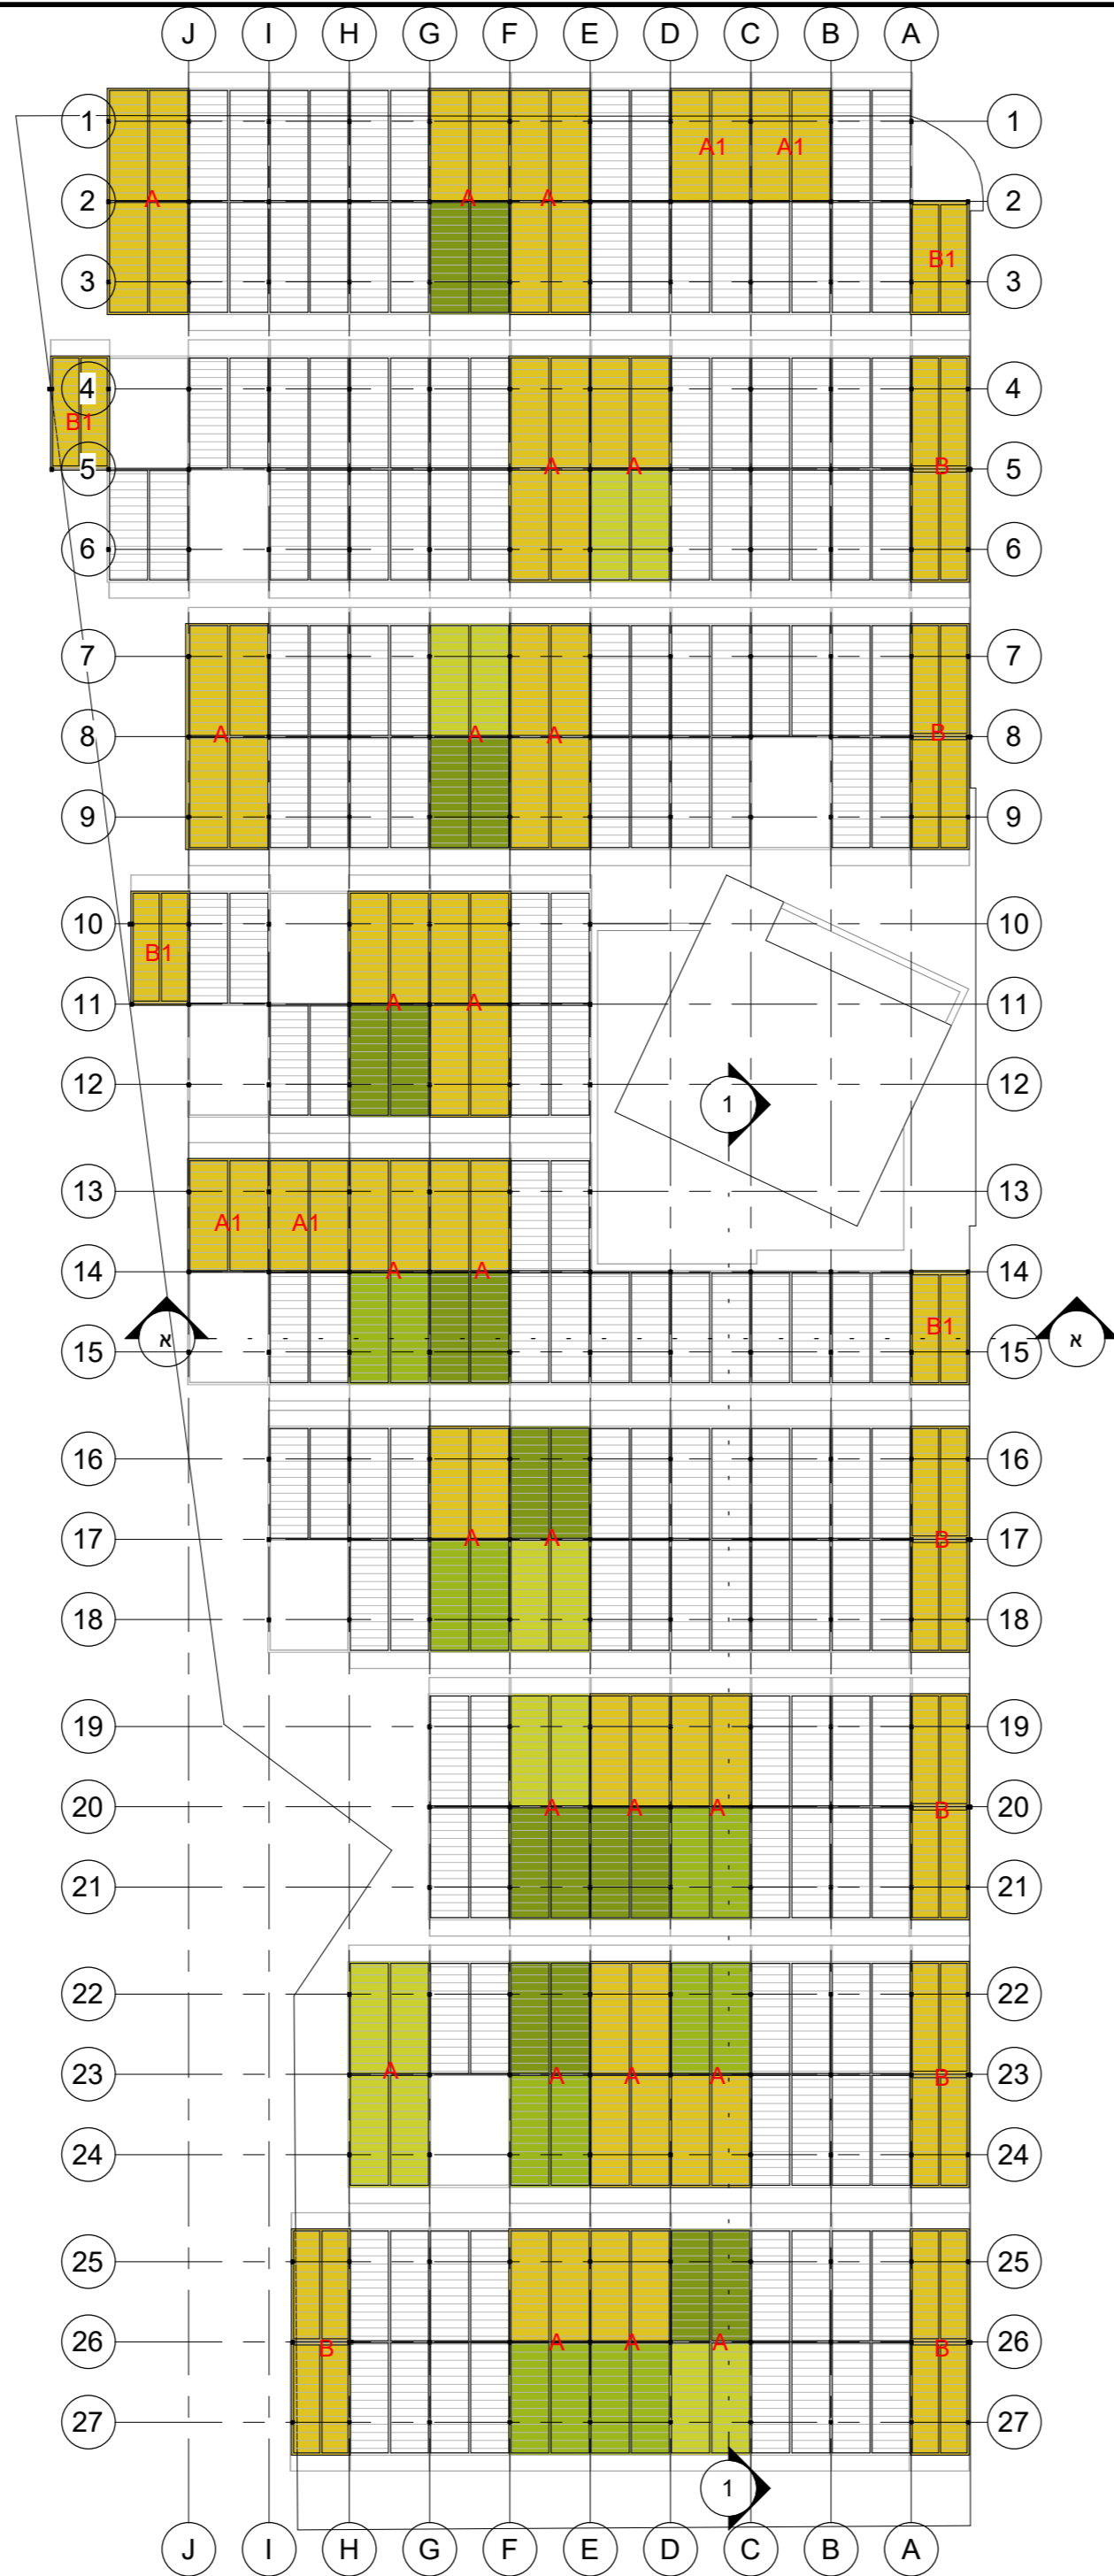 J I H G F E D C B A
1 A1 A1 1
2 A A A 2
3 B1 3
4 B1 4
5 A A B 5
6 6
7 7
8 A A A B 8
9 9
10 B1 10
11 A A 11
12 1 12
13 A1 A1 13
14 A A 14
א B1 א
15 15
16 16
17 A A B 17
18 18
19 19
20 A A A B 20
21 21
22 22
23 A A A A B 23
24 24
25 25
26 B A A A B 26
27 27
1
J I H G F E D C B A